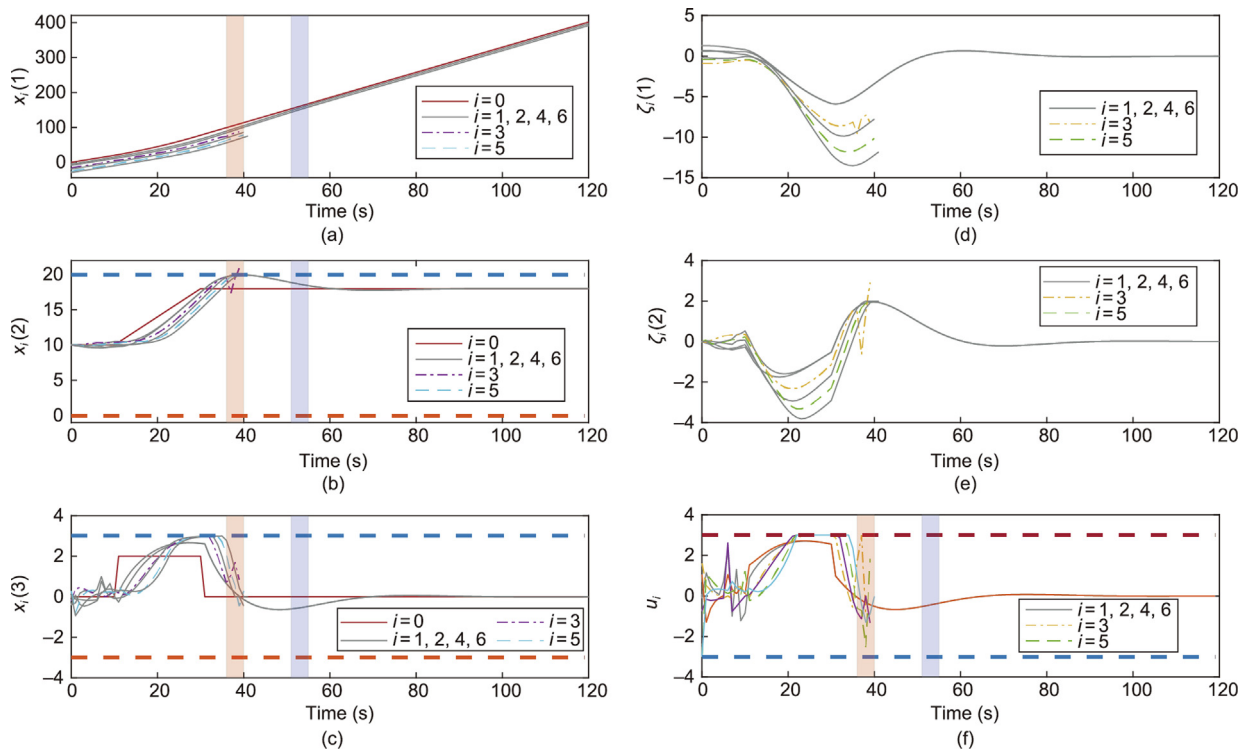 400
300
200
100
0
x_i(1)
i = 0
i = 1, 2, 4, 6
i = 3
i = 5
0 20 40 60 80 100 120
Time (s)
(a)
5
0
−5
−10
−15
ζ_i(1)
i = 1, 2, 4, 6
i = 3
i = 5
0 20 40 60 80 100 120
Time (s)
(d)
20
15
10
5
0
x_i(2)
i = 0
i = 1, 2, 4, 6
i = 3
i = 5
0 20 40 60 80 100 120
Time (s)
(b)
4
2
0
−2
−4
ζ_i(2)
i = 1, 2, 4, 6
i = 3
i = 5
0 20 40 60 80 100 120
Time (s)
(e)
4
2
0
−2
−4
x_i(3)
i = 0 i = 3
i = 1, 2, 4, 6 i = 5
0 20 40 60 80 100 120
Time (s)
(c)
4
2
0
−2
−4
u_i
i = 1, 2, 4, 6
i = 3
i = 5
0 20 40 60 80 100 120
Time (s)
(f)